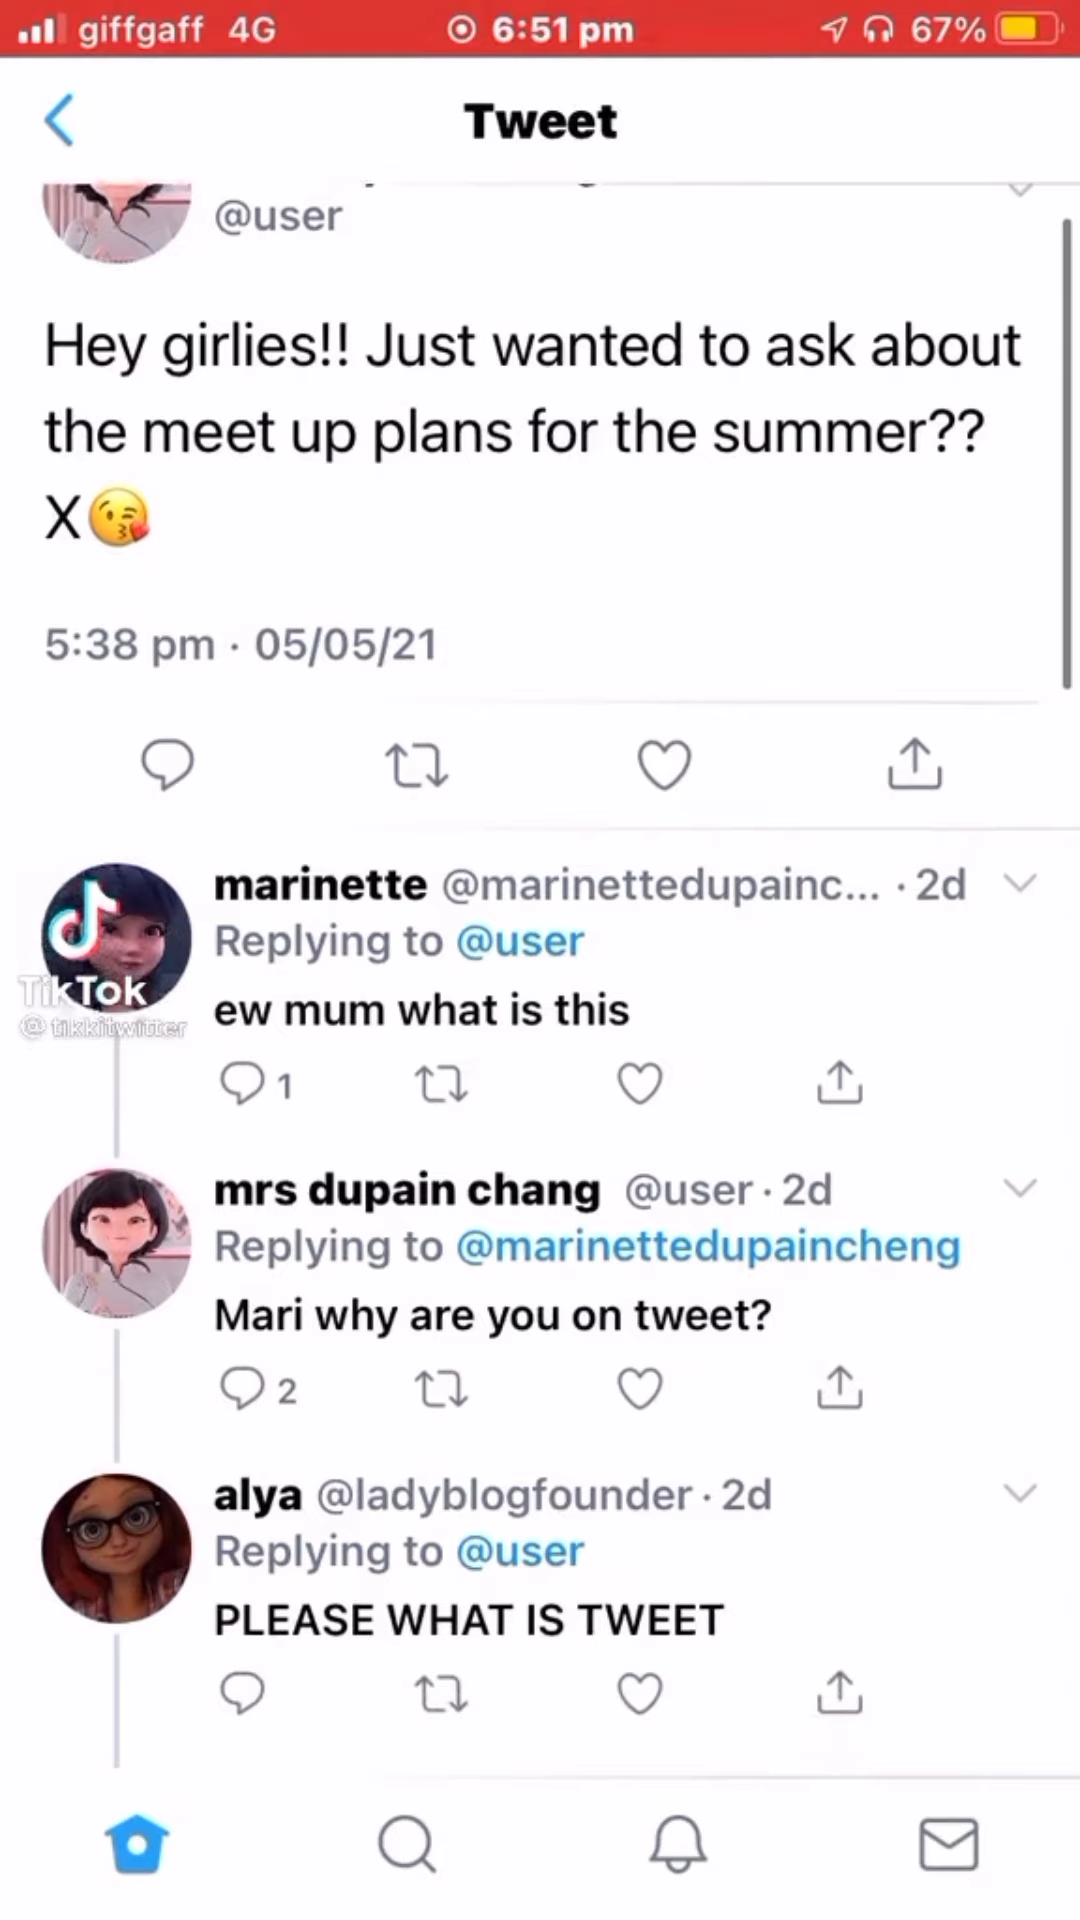 giffgaff 4G 6:51 pm 67%
Tweet
@user
Hey girlies!! Just wanted to ask about
the meet up plans for the summer??
X😘
5:38 pm · 05/05/21
marinette @marinettedupainc... · 2d
Replying to @user
ew mum what is this
TikTok
@ tikkitwitter
1
mrs dupain chang @user · 2d
Replying to @marinettedupaincheng
Mari why are you on tweet?
2
alya @ladyblogfounder · 2d
Replying to @user
PLEASE WHAT IS TWEET